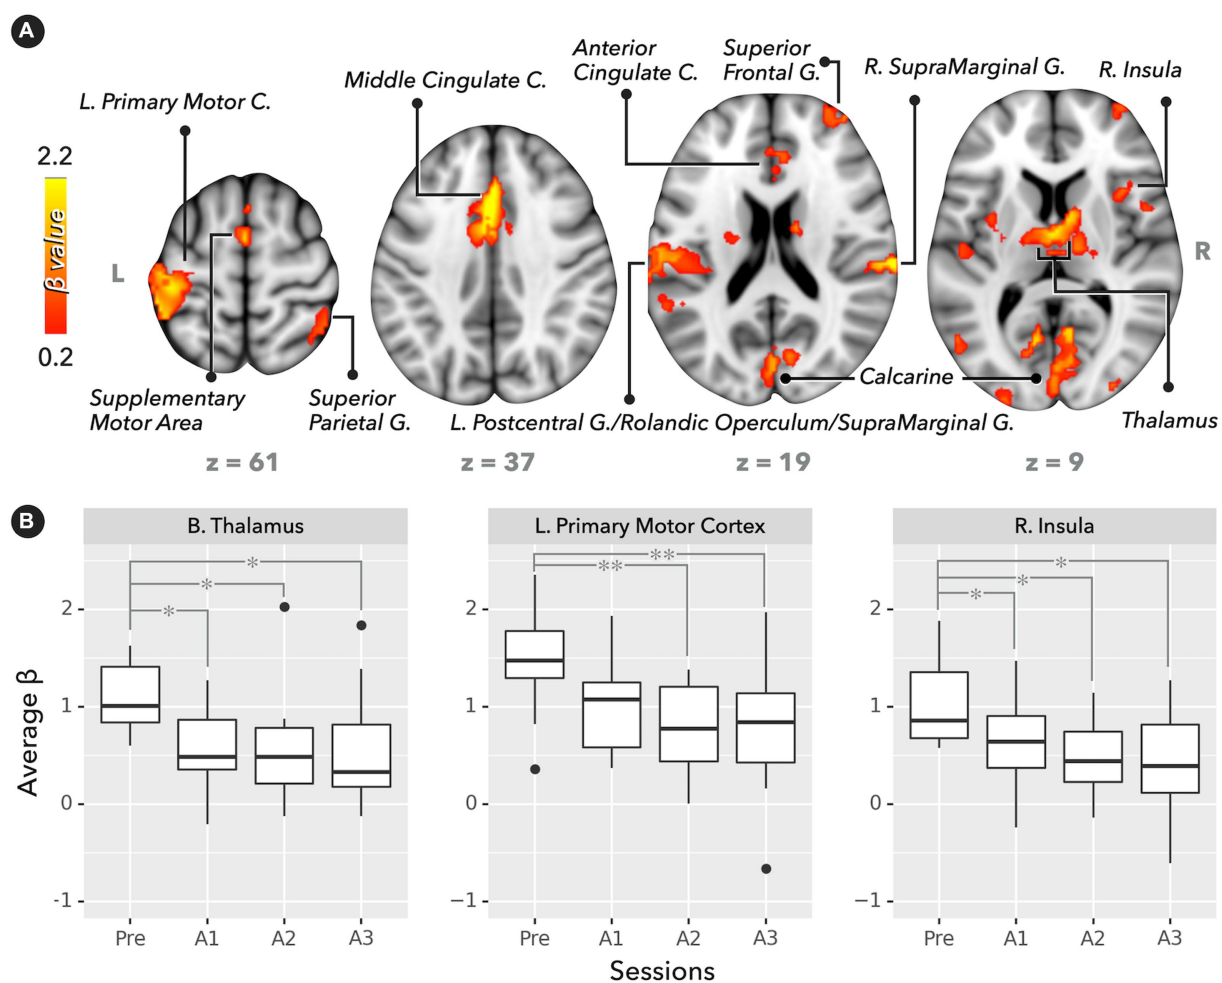 A
Anterior
Cingulate C.
Superior
Frontal G.
R. SupraMarginal G.
R. Insula
Middle Cingulate C.
L. Primary Motor C.
2.2
β value
0.2
L
R
Supplementary
Motor Area
Superior
Parietal G.
L. Postcentral G./Rolandic Operculum/SupraMarginal G.
Calcarine
Thalamus
z = 61
z = 37
z = 19
z = 9
B
B. Thalamus
L. Primary Motor Cortex
R. Insula
Average β
2
1
0
-1
* * *
Pre A1 A2 A3
2
1
0
−1
** **
Pre A1 A2 A3
2
1
0
−1
* * *
Pre A1 A2 A3
Sessions